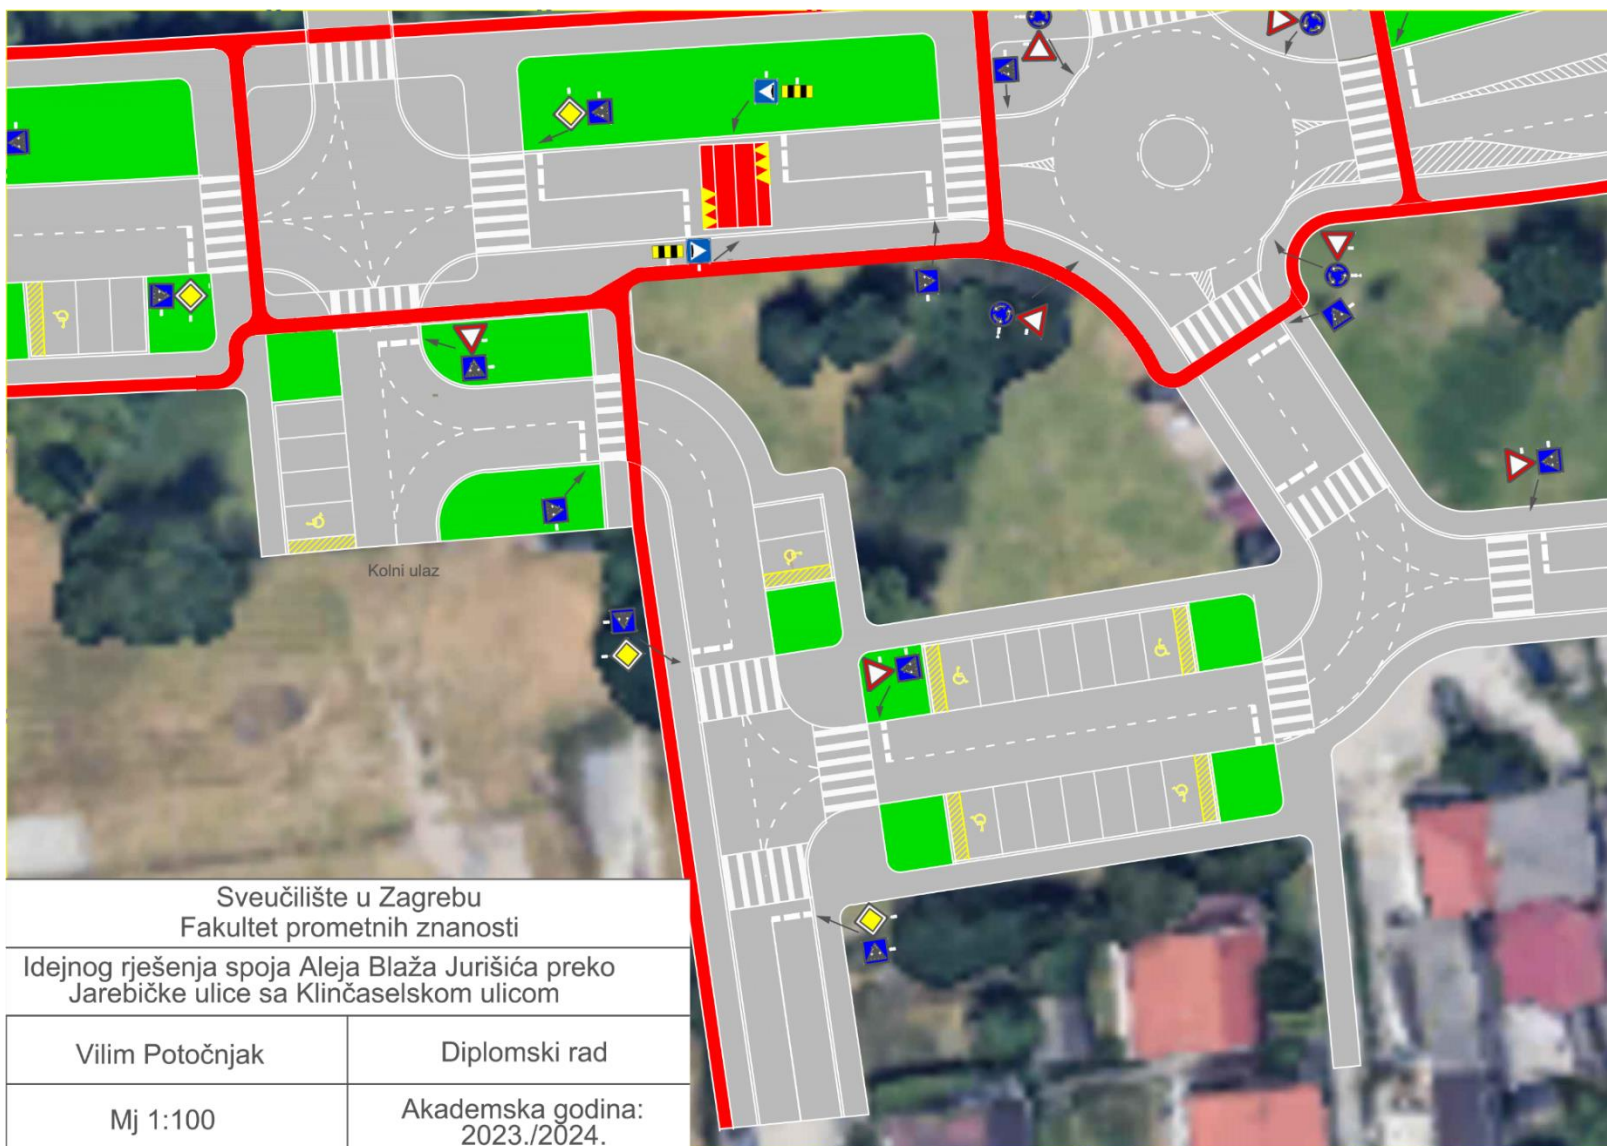 Kolni ulaz
Sveučilište u Zagrebu
Fakultet prometnih znanosti
Idejnog rješenja spoja Aleja Blaža Jurišića preko
Jarebičke ulice sa Klinčaselskom ulicom
Vilim Potočnjak
Diplomski rad
Mj 1:100
Akademska godina:
2023./2024.